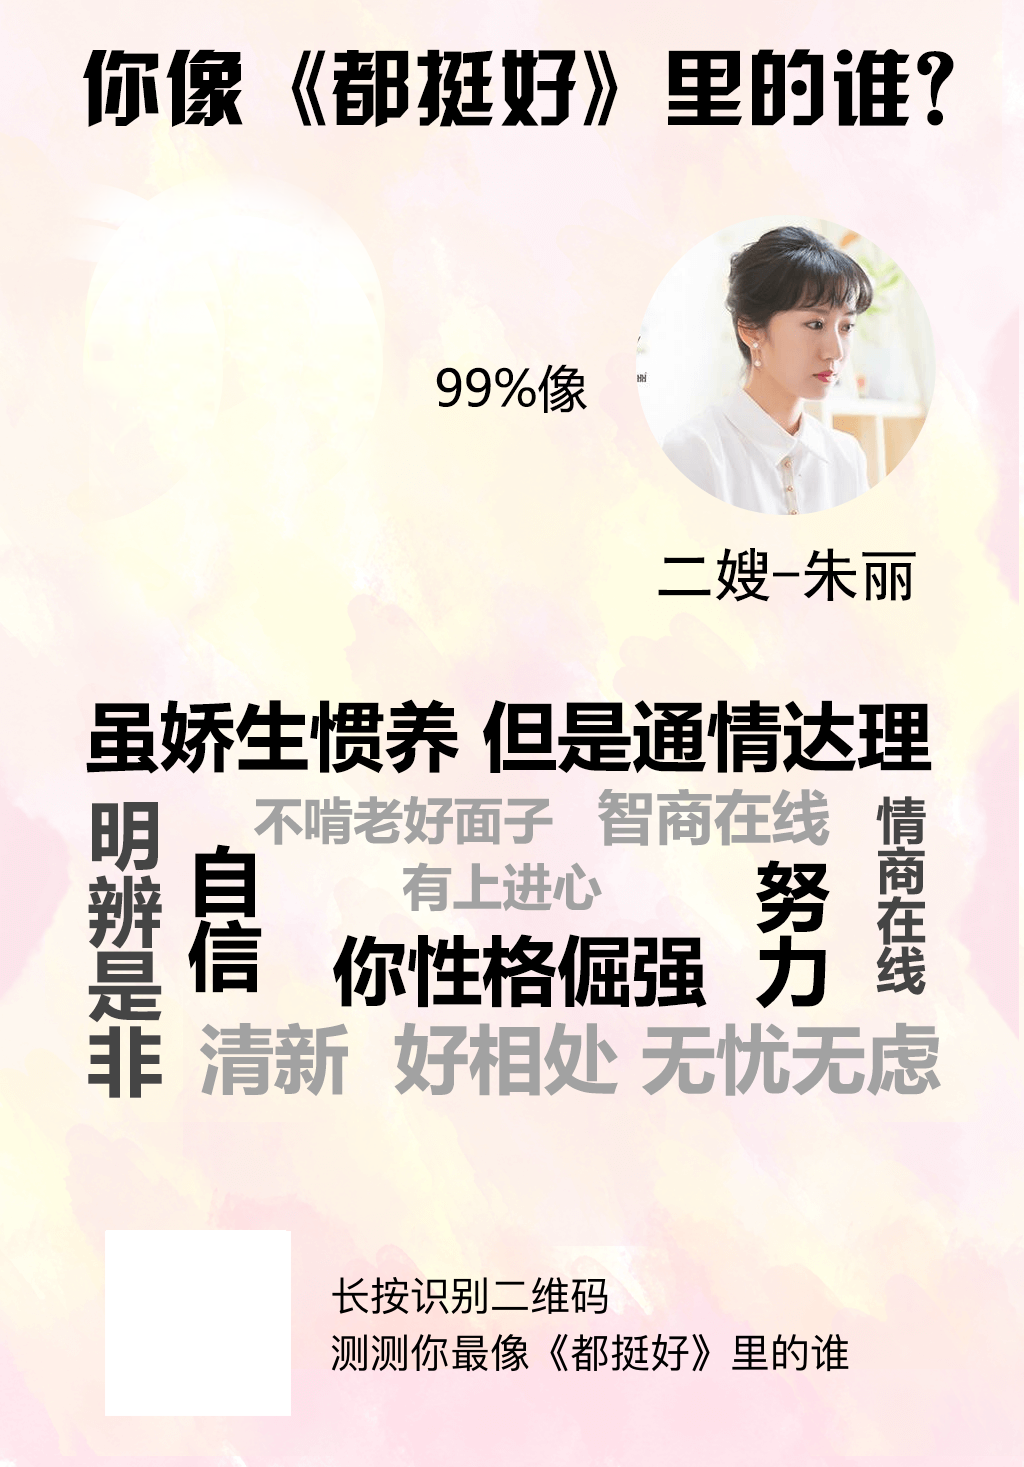 你像《都挺好》里的谁?
99%像
二嫂-朱丽
虽娇生惯养 但是通情达理
明辨是非
自信
不啃老好面子
智商在线
有上进心
你性格倔强
努力
情商在线
清新 好相处 无忧无虑
长按识别二维码
测测你最像《都挺好》里的谁